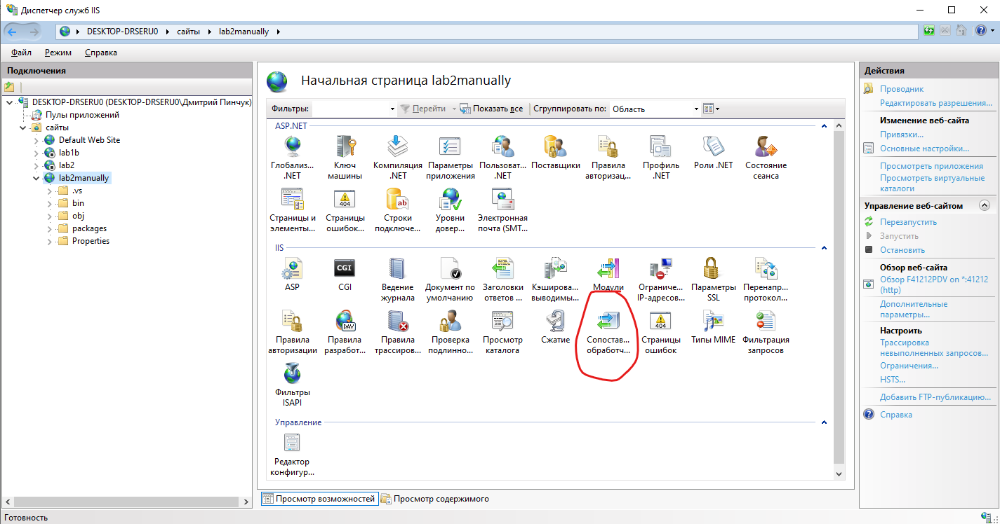 Диспетчер служб IIS
DESKTOP-DRSERU0 сайты lab2manually
Файл Режим Справка
Подключения
DESKTOP-DRSERU0 (DESKTOP-DRSERU0\Дмитрий Пинчук)
Пулы приложений
сайты
Default Web Site
lab1b
lab2
lab2manually
.vs
bin
obj
packages
Properties
Начальная страница lab2manually
Фильтры: Перейти Показать все Сгруппировать по: Область
ASP.NET
Глобализ... Ключ Компиляция Параметры Пользоват... Поставщики Правила Профиль Роли .NET Состояние
.NET машины .NET приложения .NET авторизац... .NET сеанса
404 ab
Страницы и Страницы Строки Уровни Электронная
элементы... ошибок... подключе... довер... почта (SMT...
IIS
CGI
ASP CGI Ведение Документ по Заголовки Кэширова... Модули Ограниче... Параметры Перенапр...
журнала умолчанию ответов ... выводимы... IP-адресов... SSL протокол...
DAV 404
Правила Правила Правила Проверка Просмотр Сжатие Сопостав... Страницы Типы MIME Фильтрация
авторизации разработ... трассиров... подлинно... каталога обработч... ошибок запросов
Фильтры
ISAPI
Управление
Редактор
конфигур...
Просмотр возможностей Просмотр содержимого
Действия
Проводник
Редактировать разрешения...
Изменение веб-сайта
Привязки...
Основные настройки...
Просмотреть приложения
Просмотреть виртуальные
каталоги
Управление веб-сайтом
Перезапустить
Запустить
Остановить
Обзор веб-сайта
Обзор F41212PDV on *:41212
(http)
Дополнительные
параметры...
Настроить
Трассировка
невыполненных запросов...
Ограничения...
HSTS...
Добавить FTP-публикацию...
Справка
Готовность